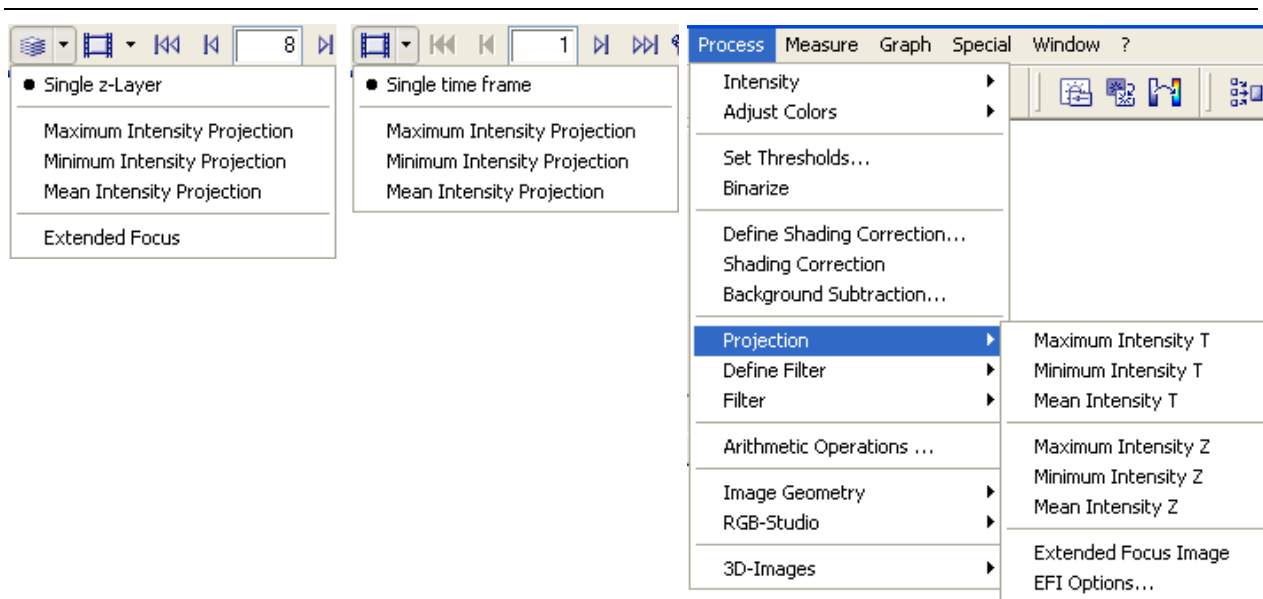 8
Single z-Layer
Maximum Intensity Projection
Minimum Intensity Projection
Mean Intensity Projection
Extended Focus
1
Single time frame
Maximum Intensity Projection
Minimum Intensity Projection
Mean Intensity Projection
Process Measure Graph Special Window ?
Intensity
Adjust Colors
Set Thresholds...
Binarize
Define Shading Correction...
Shading Correction
Background Subtraction...
Projection
Define Filter
Filter
Arithmetic Operations ...
Image Geometry
RGB-Studio
3D-Images
Maximum Intensity T
Minimum Intensity T
Mean Intensity T
Maximum Intensity Z
Minimum Intensity Z
Mean Intensity Z
Extended Focus Image
EFI Options...